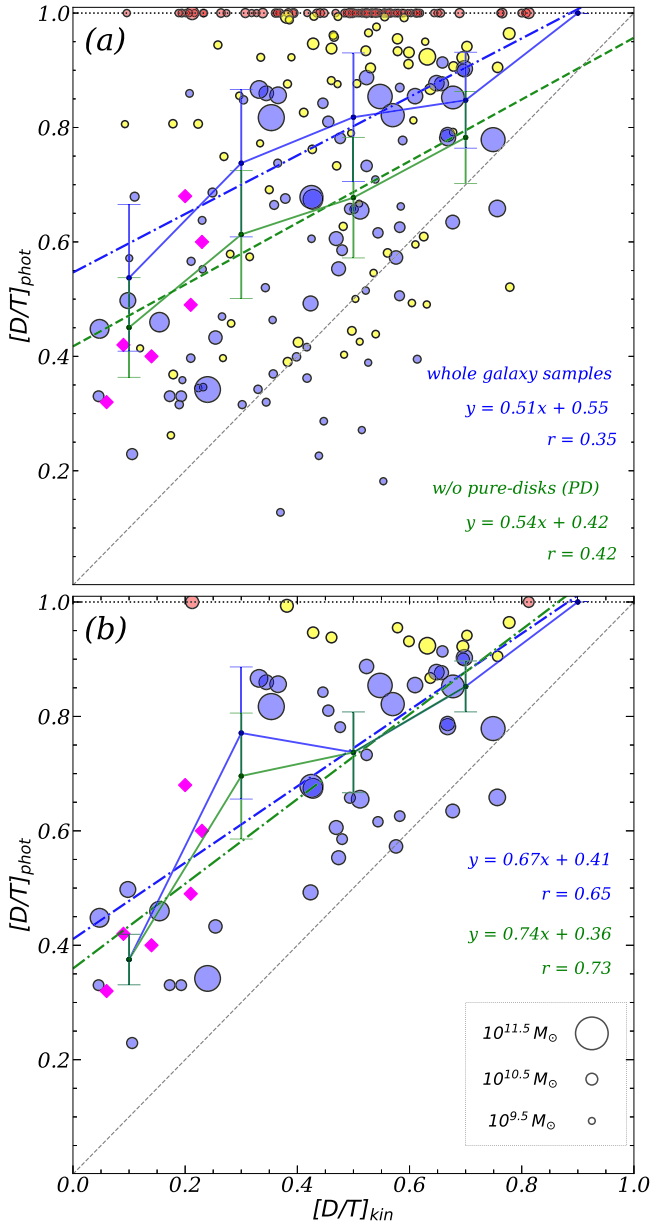 (a)
1.0
0.8
0.6
0.4
0.2
[D/T]phot
whole galaxy samples
y = 0.51x + 0.55
r = 0.35
w/o pure-disks (PD)
y = 0.54x + 0.42
r = 0.42
(b)
1.0
0.8
0.6
0.4
0.2
[D/T]phot
y = 0.67x + 0.41
r = 0.65
y = 0.74x + 0.36
r = 0.73
10^11.5 M⊙
10^10.5 M⊙
10^9.5 M⊙
0.0 0.2 0.4 0.6 0.8 1.0
[D/T]kin